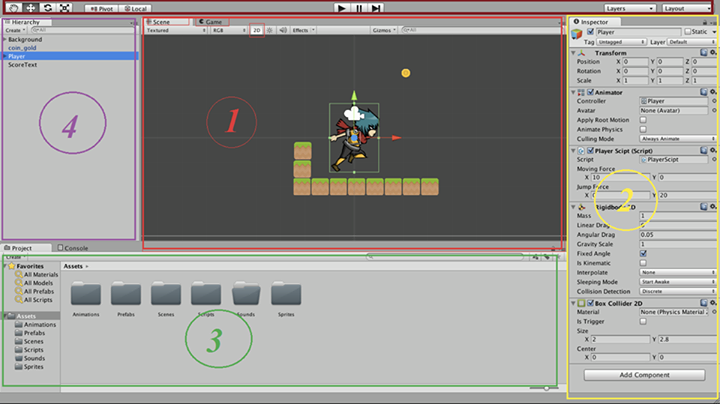 Pivot Local Layers Layout
Hierarchy
Create All
Background
coin_gold
Player
ScoreText
4
Scene Game
Textured RGB 2D Effects Gizmos All
1
Inspector
Player Static
Tag Untagged Layer Default
Transform
Position X 0 Y 0 Z 0
Rotation X 0 Y 0 Z 0
Scale X 1 Y 1 Z 1
Animator
Controller Player
Avatar None (Avatar)
Apply Root Motion
Animate Physics
Culling Mode Always Animate
Player Scipt (Script)
Script PlayerScipt
Moving Force
X 10 Y 0
Jump Force
X Y 20
2
Mass 1
Linear Drag
Angular Drag 0.05
Gravity Scale 1
Fixed Angle
Is Kinematic
Interpolate None
Sleeping Mode Start Awake
Collision Detection Discrete
Box Collider 2D
Material None (Physics Material 2
Is Trigger
Size
X 2 Y 2.8
Center
X 0 Y 0
Add Component
Project Console
Create
Favorites
All Materials
All Models
All Prefabs
All Scripts
Assets
Animations
Prefabs
Scenes
Scripts
Sounds
Sprites
Assets
Animations Prefabs Scenes Scripts Sounds Sprites
3